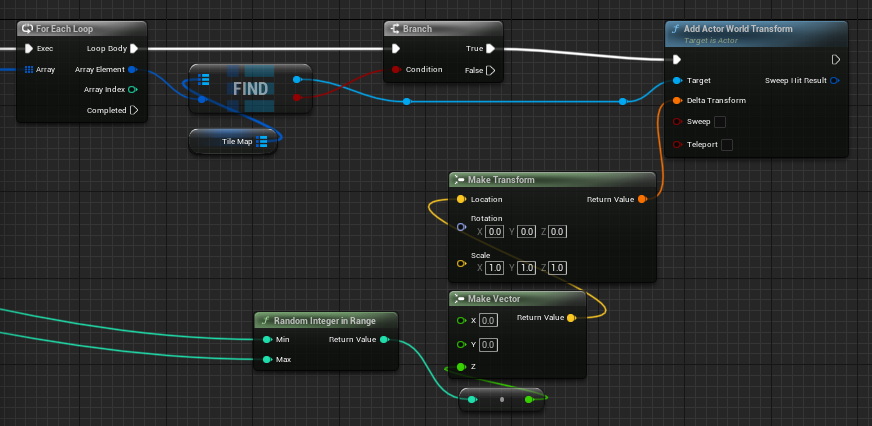 For Each Loop
Exec
Loop Body
Array
Array Element
Array Index
Completed
FIND
Tile Map
Branch
True
Condition
False
Add Actor World Transform
Target is Actor
Target
Sweep Hit Result
Delta Transform
Sweep
Teleport
Make Transform
Location
Return Value
Rotation
X 0.0 Y 0.0 Z 0.0
Scale
X 1.0 Y 1.0 Z 1.0
Make Vector
X 0.0
Return Value
Y 0.0
Z
f Random Integer in Range
Min
Return Value
Max